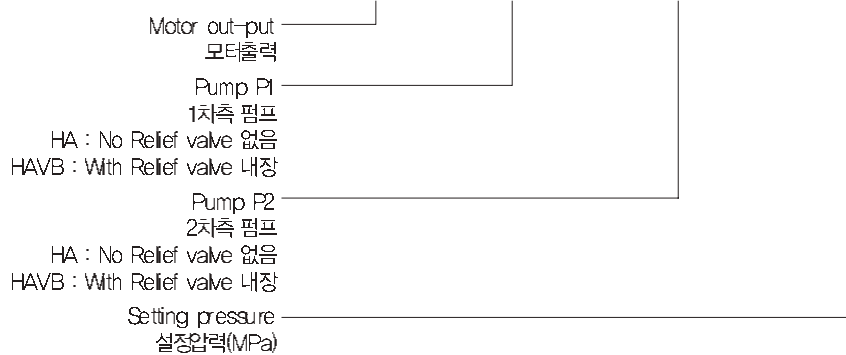 Motor out-put
모터출력
Pump P1
1차측 펌프
HA : No Relief valve 없음
HAVB : With Relief valve 내장
Pump P2
2차측 펌프
HA : No Relief valve 없음
HAVB : With Relief valve 내장
Setting pressure
설정압력(MPa)